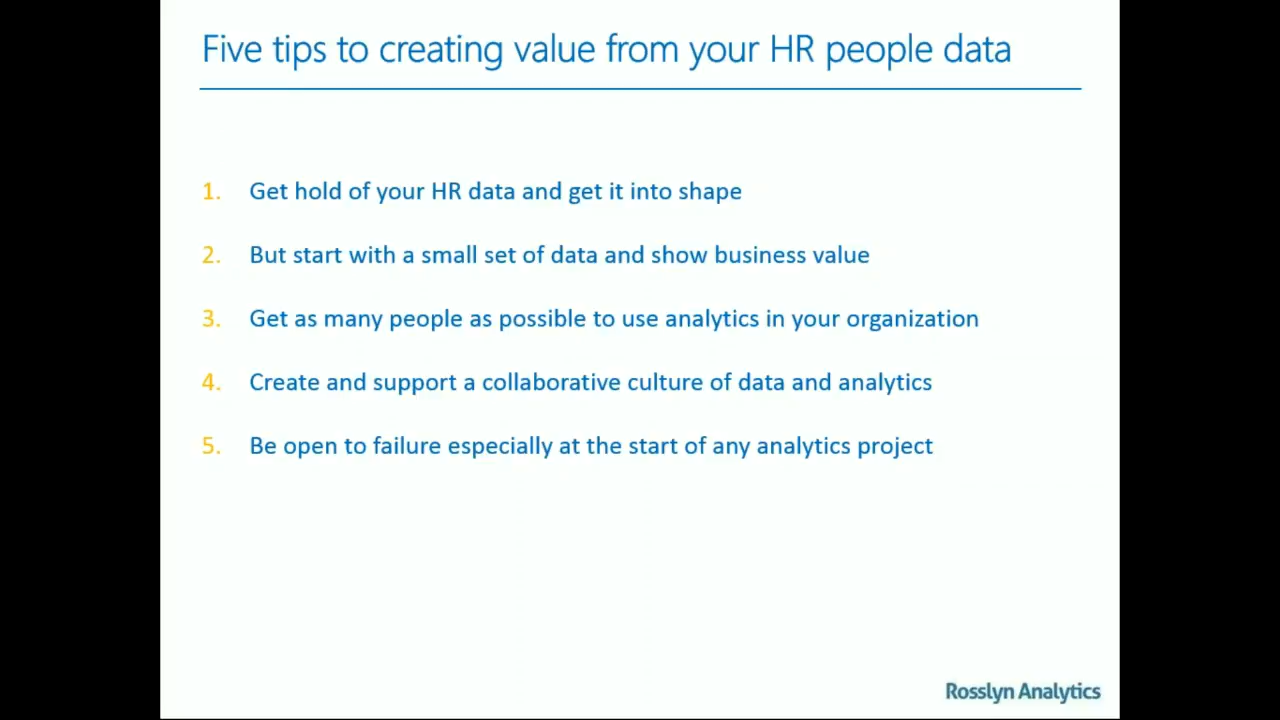 Five tips to creating value from your HR people data
1. Get hold of your HR data and get it into shape
2. But start with a small set of data and show business value
3. Get as many people as possible to use analytics in your organization
4. Create and support a collaborative culture of data and analytics
5. Be open to failure especially at the start of any analytics project
Rosslyn Analytics